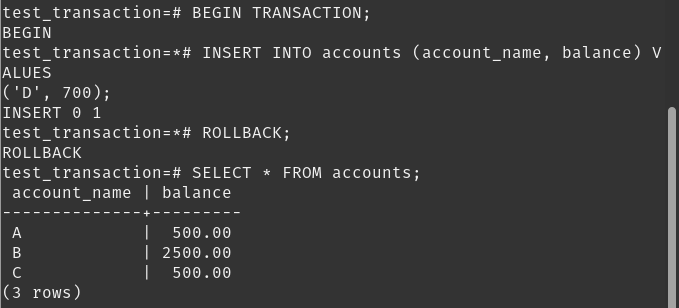 test_transaction=# BEGIN TRANSACTION;
BEGIN
test_transaction=*# INSERT INTO accounts (account_name, balance) V
ALUES
('D', 700);
INSERT 0 1
test_transaction=*# ROLLBACK;
ROLLBACK
test_transaction=# SELECT * FROM accounts;
 account_name | balance
--------------+---------
 A            |  500.00
 B            | 2500.00
 C            |  500.00
(3 rows)